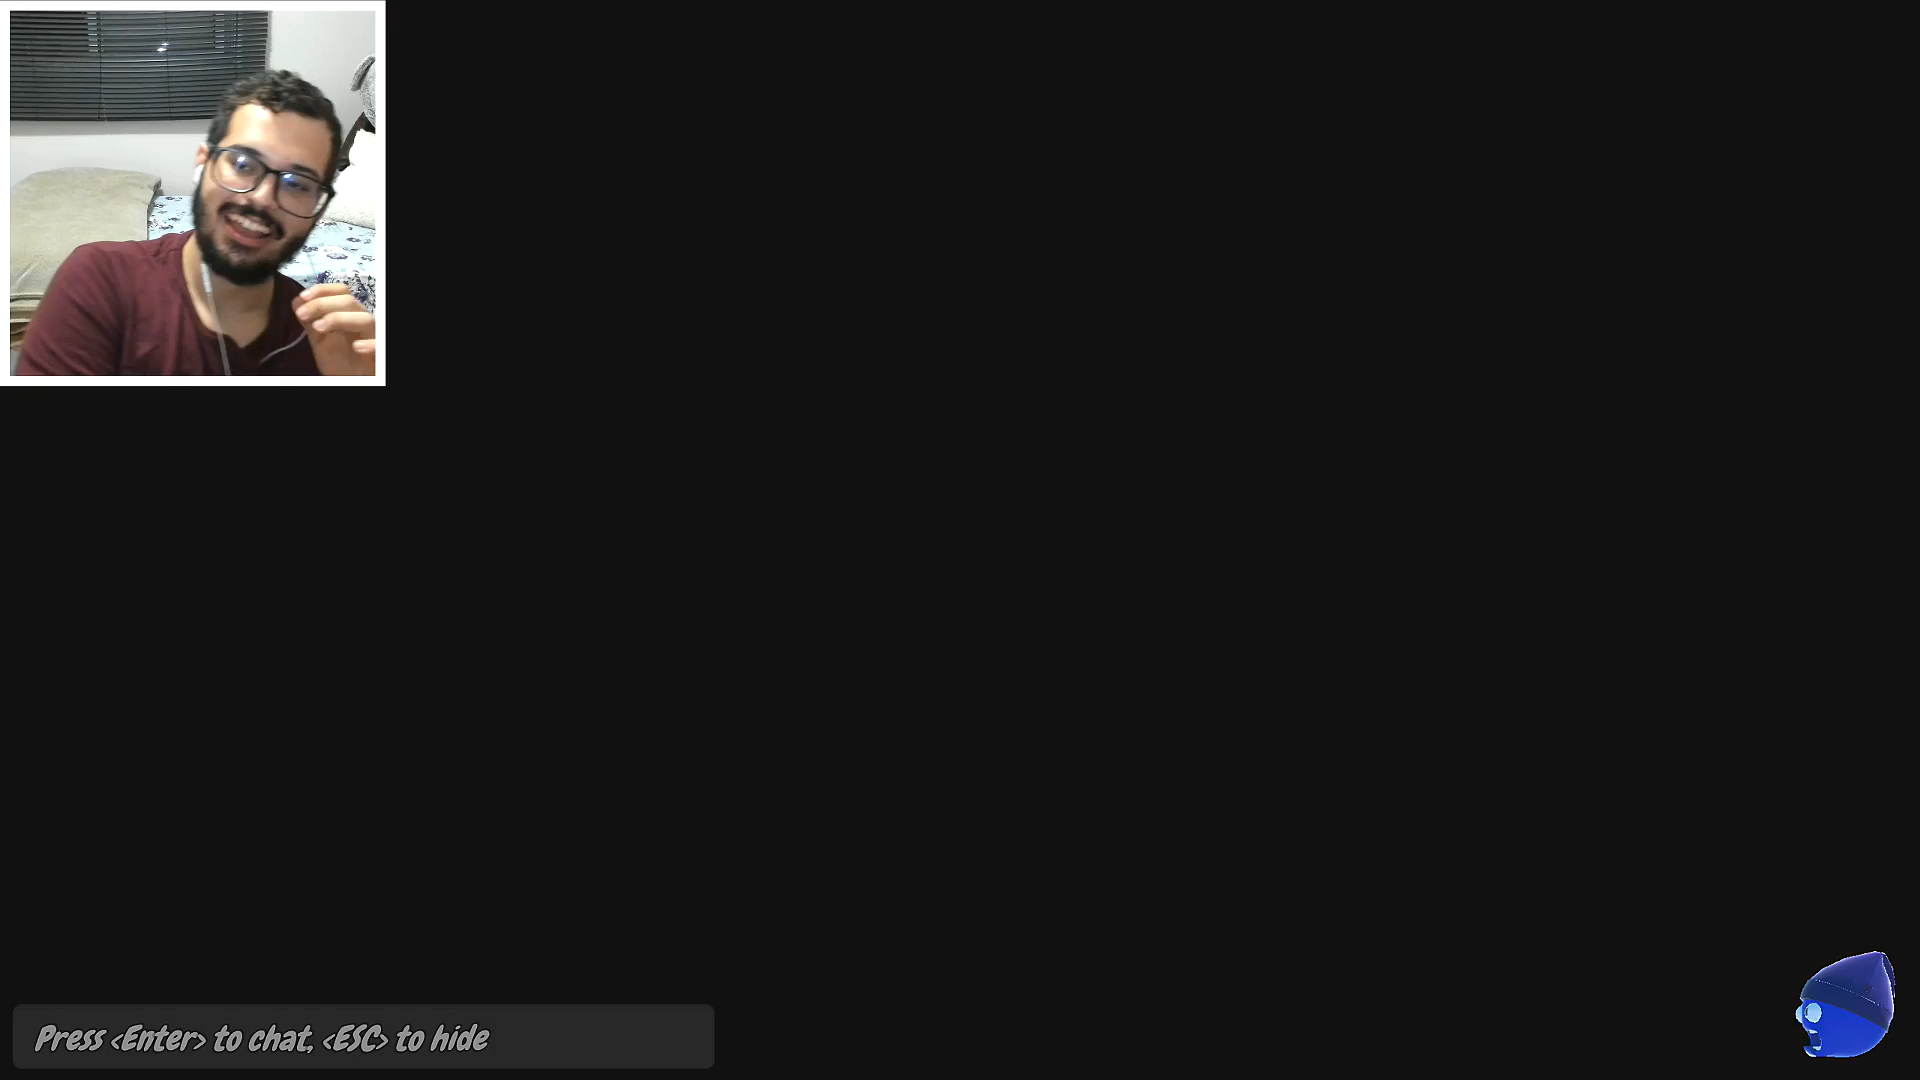 Press <Enter> to chat, <ESC> to hide